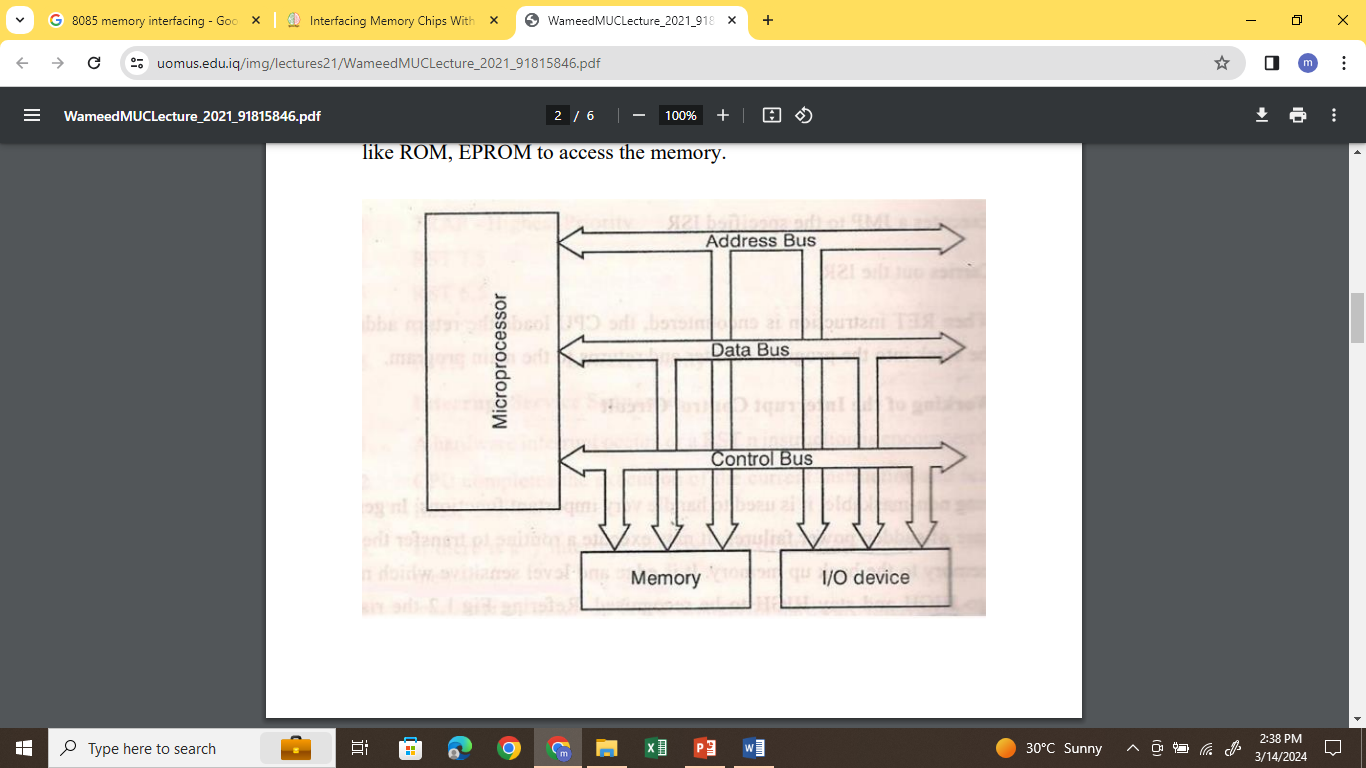 8085 memory interfacing - Goo
Interfacing Memory Chips With
WameedMUCLecture_2021_918
uomus.edu.iq/img/lectures21/WameedMUCLecture_2021_91815846.pdf
m
WameedMUCLecture_2021_91815846.pdf
2 / 6
100%
like ROM, EPROM to access the memory.
Address Bus
Microprocessor
Data Bus
Control Bus
Memory
I/O device
Type here to search
30°C Sunny
2:38 PM
3/14/2024